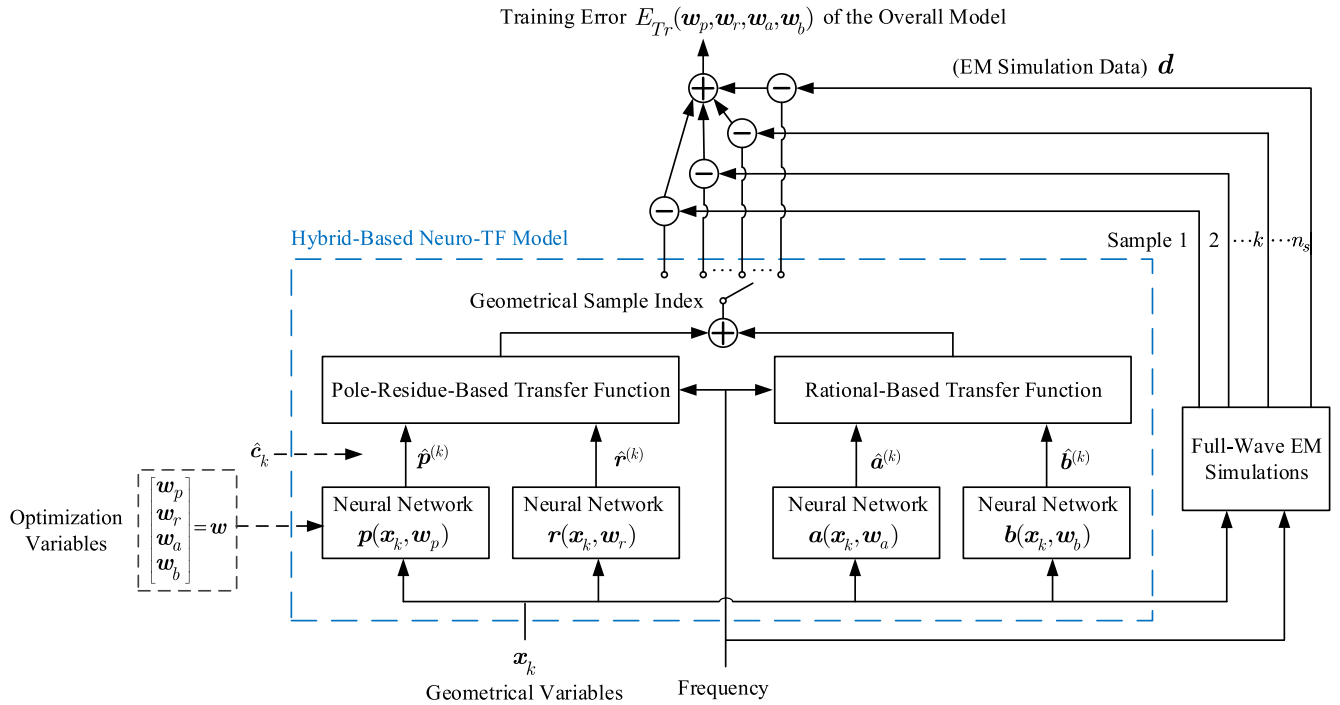 Training Error E_Tr(w_p,w_r,w_a,w_b) of the Overall Model
(EM Simulation Data) d
Hybrid-Based Neuro-TF Model
Sample 1 2 ···k ···n_s
Geometrical Sample Index
Pole-Residue-Based Transfer Function
Rational-Based Transfer Function
ĉ_k
p̂^(k)
r̂^(k)
â^(k)
b̂^(k)
Full-Wave EM
Simulations
Optimization
Variables
w_p
w_r
w_a
w_b
= w
Neural Network
p(x_k,w_p)
Neural Network
r(x_k,w_r)
Neural Network
a(x_k,w_a)
Neural Network
b(x_k,w_b)
x_k
Geometrical Variables
Frequency